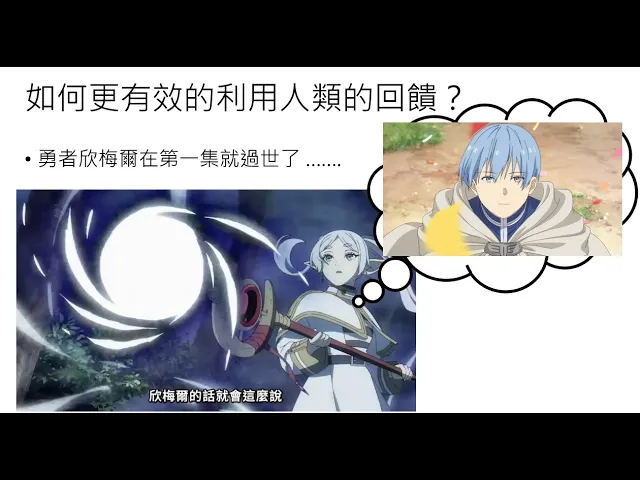 如何更有效的利用人類的回饋？
• 勇者欣梅爾在第一集就過世了 .......
欣梅爾的話就會這麼說